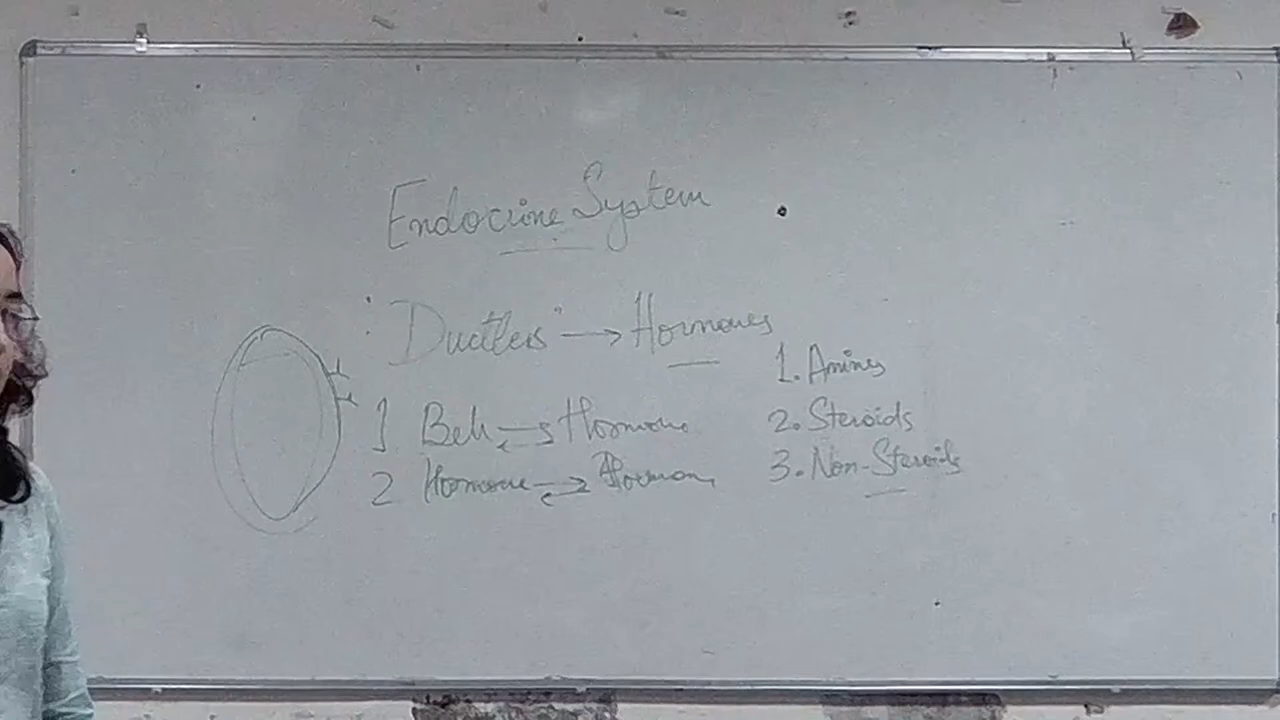 Endocrine System
"Ductless" → Hormones
1 Beh ⇌ Hormone
2 Hormone ⇌ Hormone
1. Amines
2. Steroids
3. Non-Steroids